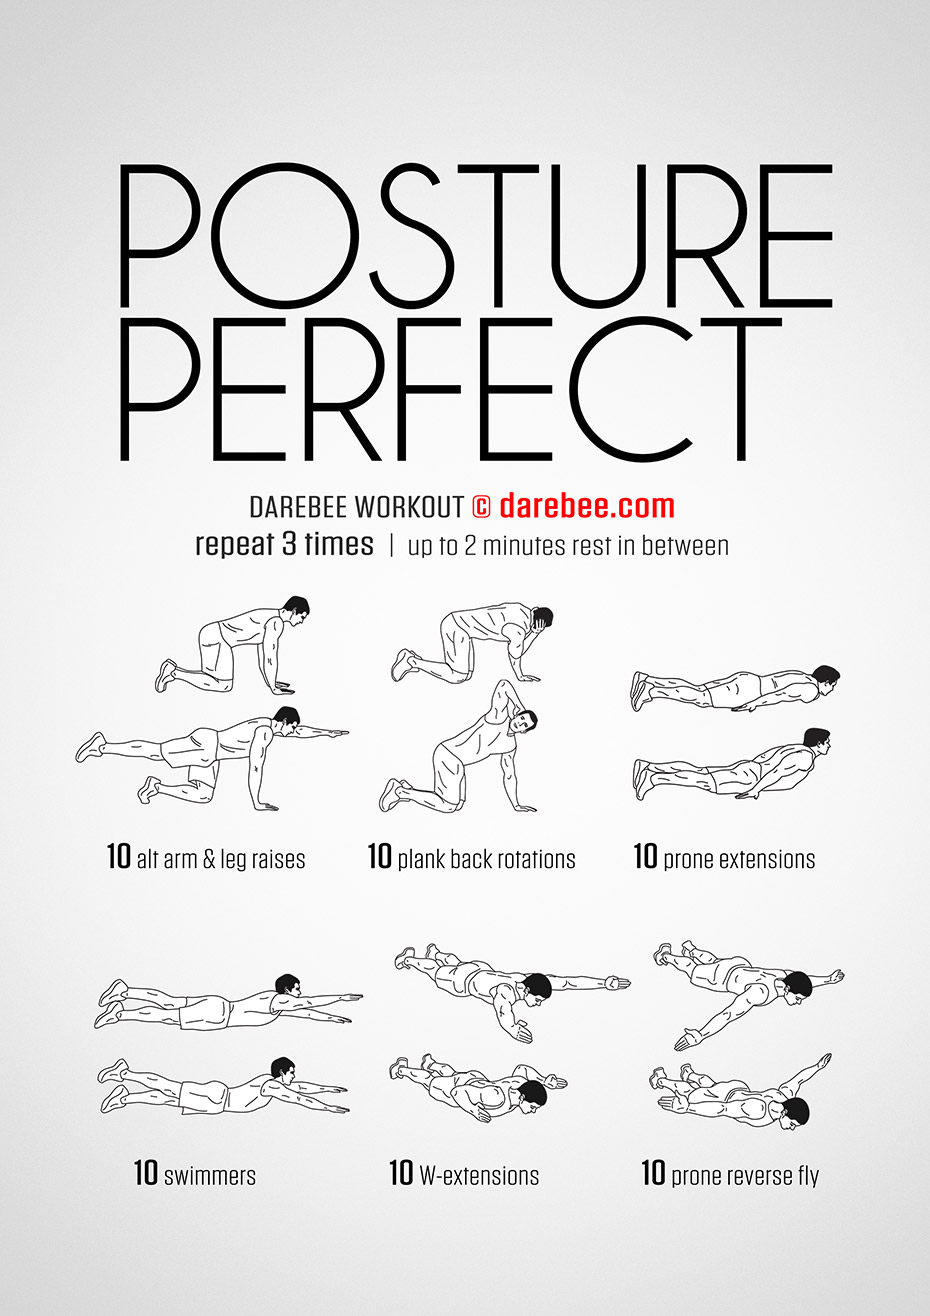 POSTURE
PERFECT
DAREBEE WORKOUT © darebee.com
repeat 3 times | up to 2 minutes rest in between
10 alt arm & leg raises
10 plank back rotations
10 prone extensions
10 swimmers
10 W-extensions
10 prone reverse fly